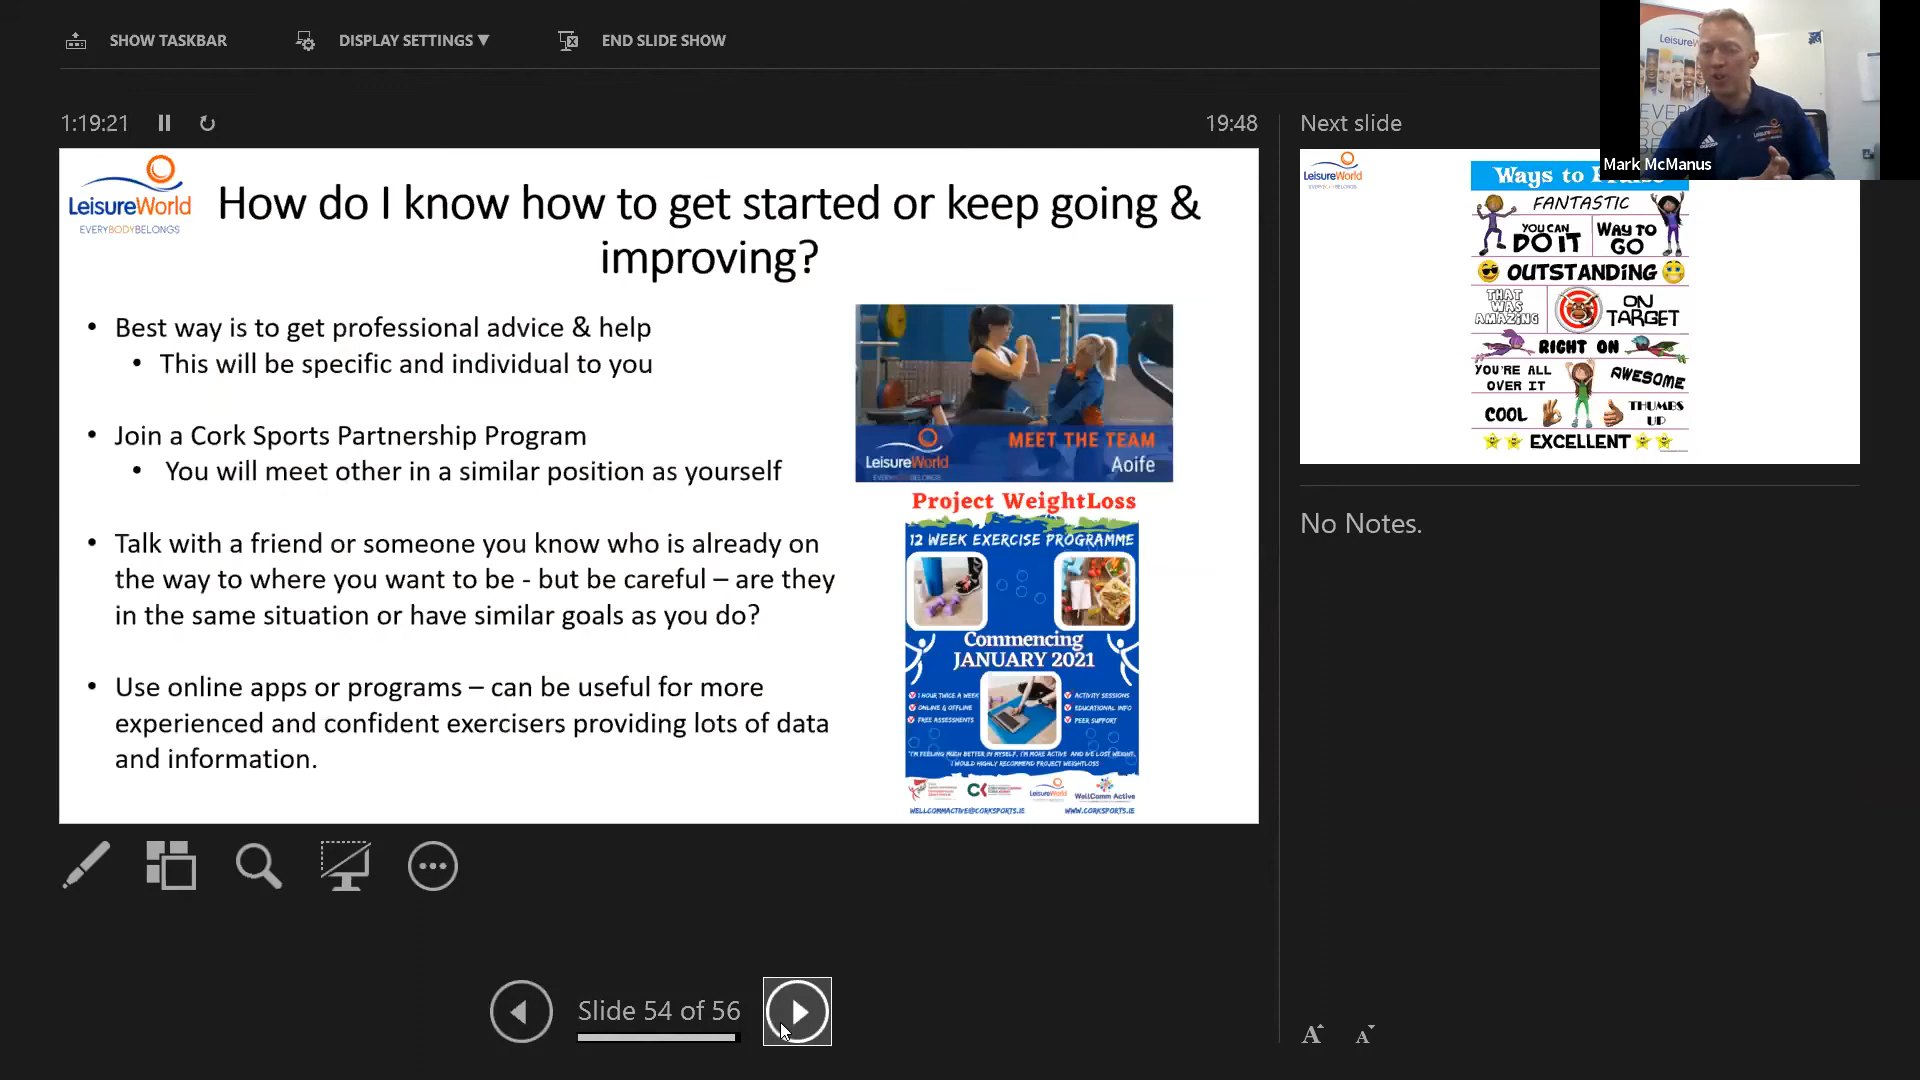 SHOW TASKBAR
DISPLAY SETTINGS ▼
END SLIDE SHOW
1:19:21
19:48
Next slide
LeisureWorld
EVERYBODYBELONGS
How do I know how to get started or keep going &
improving?
• Best way is to get professional advice & help
• This will be specific and individual to you
• Join a Cork Sports Partnership Program
• You will meet other in a similar position as yourself
• Talk with a friend or someone you know who is already on
the way to where you want to be - but be careful – are they
in the same situation or have similar goals as you do?
• Use online apps or programs – can be useful for more
experienced and confident exercisers providing lots of data
and information.
MEET THE TEAM
Aoife
LeisureWorld
EVERYBODYBELONGS
Project WeightLoss
12 WEEK EXERCISE PROGRAMME
Commencing
JANUARY 2021
1 HOUR TWICE A WEEK
ONLINE & OFFLINE
FREE ASSESSMENTS
ACTIVITY SESSIONS
EDUCATIONAL INFO
PEER SUPPORT
"I'M FEELING MUCH BETTER IN MYSELF, I'M MORE ACTIVE AND I'VE LOST WEIGHT.
I WOULD HIGHLY RECOMMEND PROJECT WEIGHTLOSS
LeisureWorld
WellComm Active
WELLCOMMACTIVE@CORKSPORTS.IE
WWW.CORKSPORTS.IE
Slide 54 of 56
Mark McManus
LeisureWorld
LeisureWorld
EVERYBODYBELONGS
Ways to
FANTASTIC
YOU CAN
DO IT
WAY TO
GO
OUTSTANDING
THAT
WAS
AMAZING
ON
TARGET
RIGHT ON
YOU'RE ALL
OVER IT
AWESOME
COOL
THUMBS
UP
EXCELLENT
No Notes.
A
A